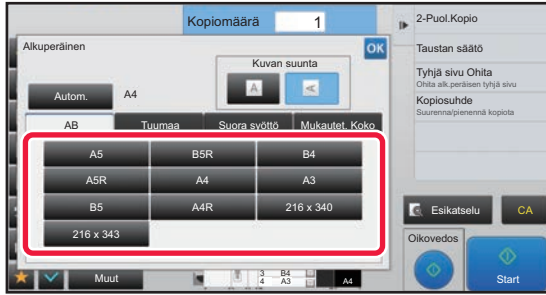 Kopiomäärä 1
Alkuperäinen
OK
Kuvan suunta
A A
Autom. A4
AB Tuumaa Suora syöttö Mukautet. Koko
A5 B5R B4
A5R A4 A3
B5 A4R 216 x 340
216 x 343
Muut
3 B4
4 A3
A4
2-Puol.Kopio
Taustan säätö
Tyhjä sivu Ohita
Ohita alk.peräisen tyhjä sivu
Kopiosuhde
Suurenna/pienennä kopiota
Esikatselu CA
Oikovedos
Start